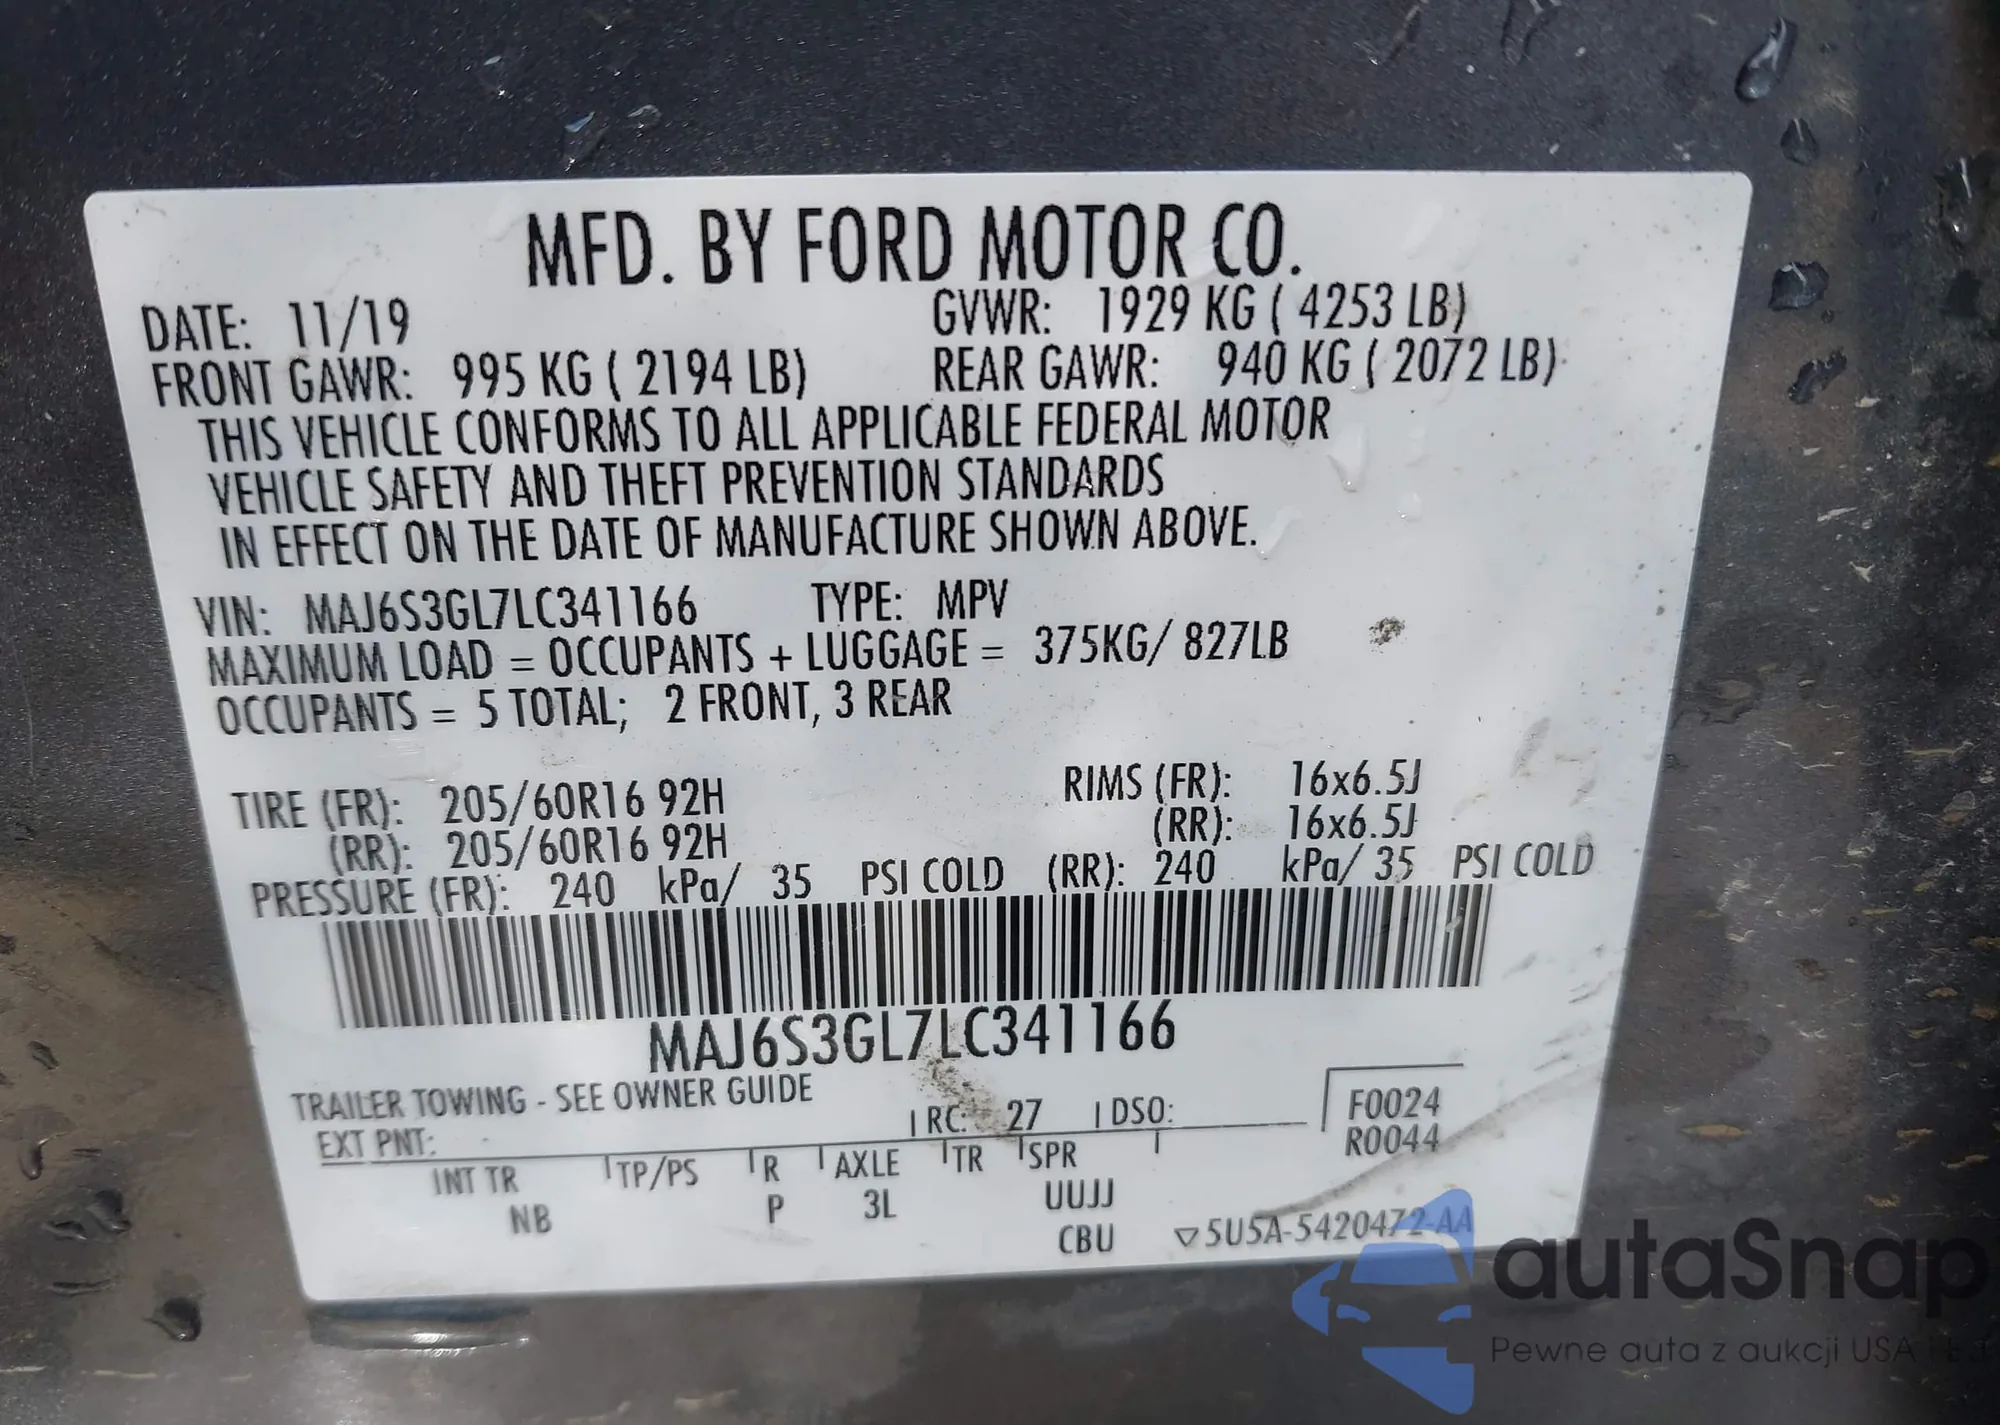 MFD. BY FORD MOTOR CO.
DATE: 11/19 GVWR: 1929 KG ( 4253 LB)
FRONT GAWR: 995 KG ( 2194 LB) REAR GAWR: 940 KG ( 2072 LB)
THIS VEHICLE CONFORMS TO ALL APPLICABLE FEDERAL MOTOR
VEHICLE SAFETY AND THEFT PREVENTION STANDARDS
IN EFFECT ON THE DATE OF MANUFACTURE SHOWN ABOVE.
VIN: MAJ6S3GL7LC341166 TYPE: MPV
MAXIMUM LOAD = OCCUPANTS + LUGGAGE = 375KG/ 827LB
OCCUPANTS = 5 TOTAL; 2 FRONT, 3 REAR
TIRE (FR): 205/60R16 92H RIMS (FR): 16x6.5J
(RR): 205/60R16 92H (RR): 16x6.5J
PRESSURE (FR): 240 kPa/ 35 PSI COLD (RR): 240 kPa/ 35 PSI COLD
MAJ6S3GL7LC341166
TRAILER TOWING - SEE OWNER GUIDE
EXT PNT: RC: 27 DSO: F0024
R0044
INT TR TP/PS R AXLE TR SPR
NB P 3L UUJJ
CBU ▽5U5A-5420472-AA
autaSnap
Pewne auta z aukcji USA